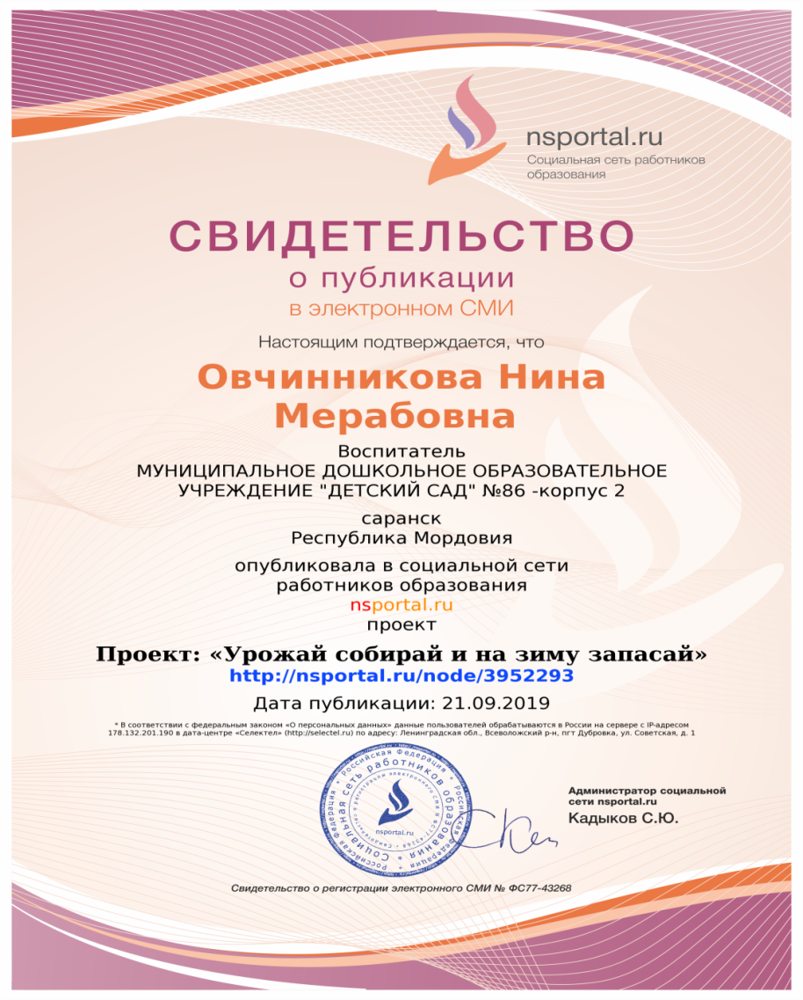 nsportal.ru
Социальная сеть работников
образования
СВИДЕТЕЛЬСТВО
о публикации
в электронном СМИ
Настоящим подтверждается, что
Овчинникова Нина
Мерабовна
Воспитатель
МУНИЦИПАЛЬНОЕ ДОШКОЛЬНОЕ ОБРАЗОВАТЕЛЬНОЕ
УЧРЕЖДЕНИЕ "ДЕТСКИЙ САД" №86 -корпус 2
саранск
Республика Мордовия
опубликовала в социальной сети
работников образования
nsportal.ru
проект
Проект: «Урожай собирай и на зиму запасай»
http://nsportal.ru/node/3952293
Дата публикации: 21.09.2019
* В соответствии с федеральным законом «О персональных данных» данные пользователей обрабатываются в России на сервере с IP-адресом
178.132.201.190 в дата-центре «Селектел» (http://selectel.ru) по адресу: Ленинградская обл., Всеволожский р-н, пгт Дубровка, ул. Советская, д. 1
Российская Федерация * Российская Федерация * Российская Федерация *
Социальная сеть работников образования *
nsportal.ru
Администратор социальной
сети nsportal.ru
Кадыков С.Ю.
Свидетельство о регистрации электронного СМИ № ФС77-43268